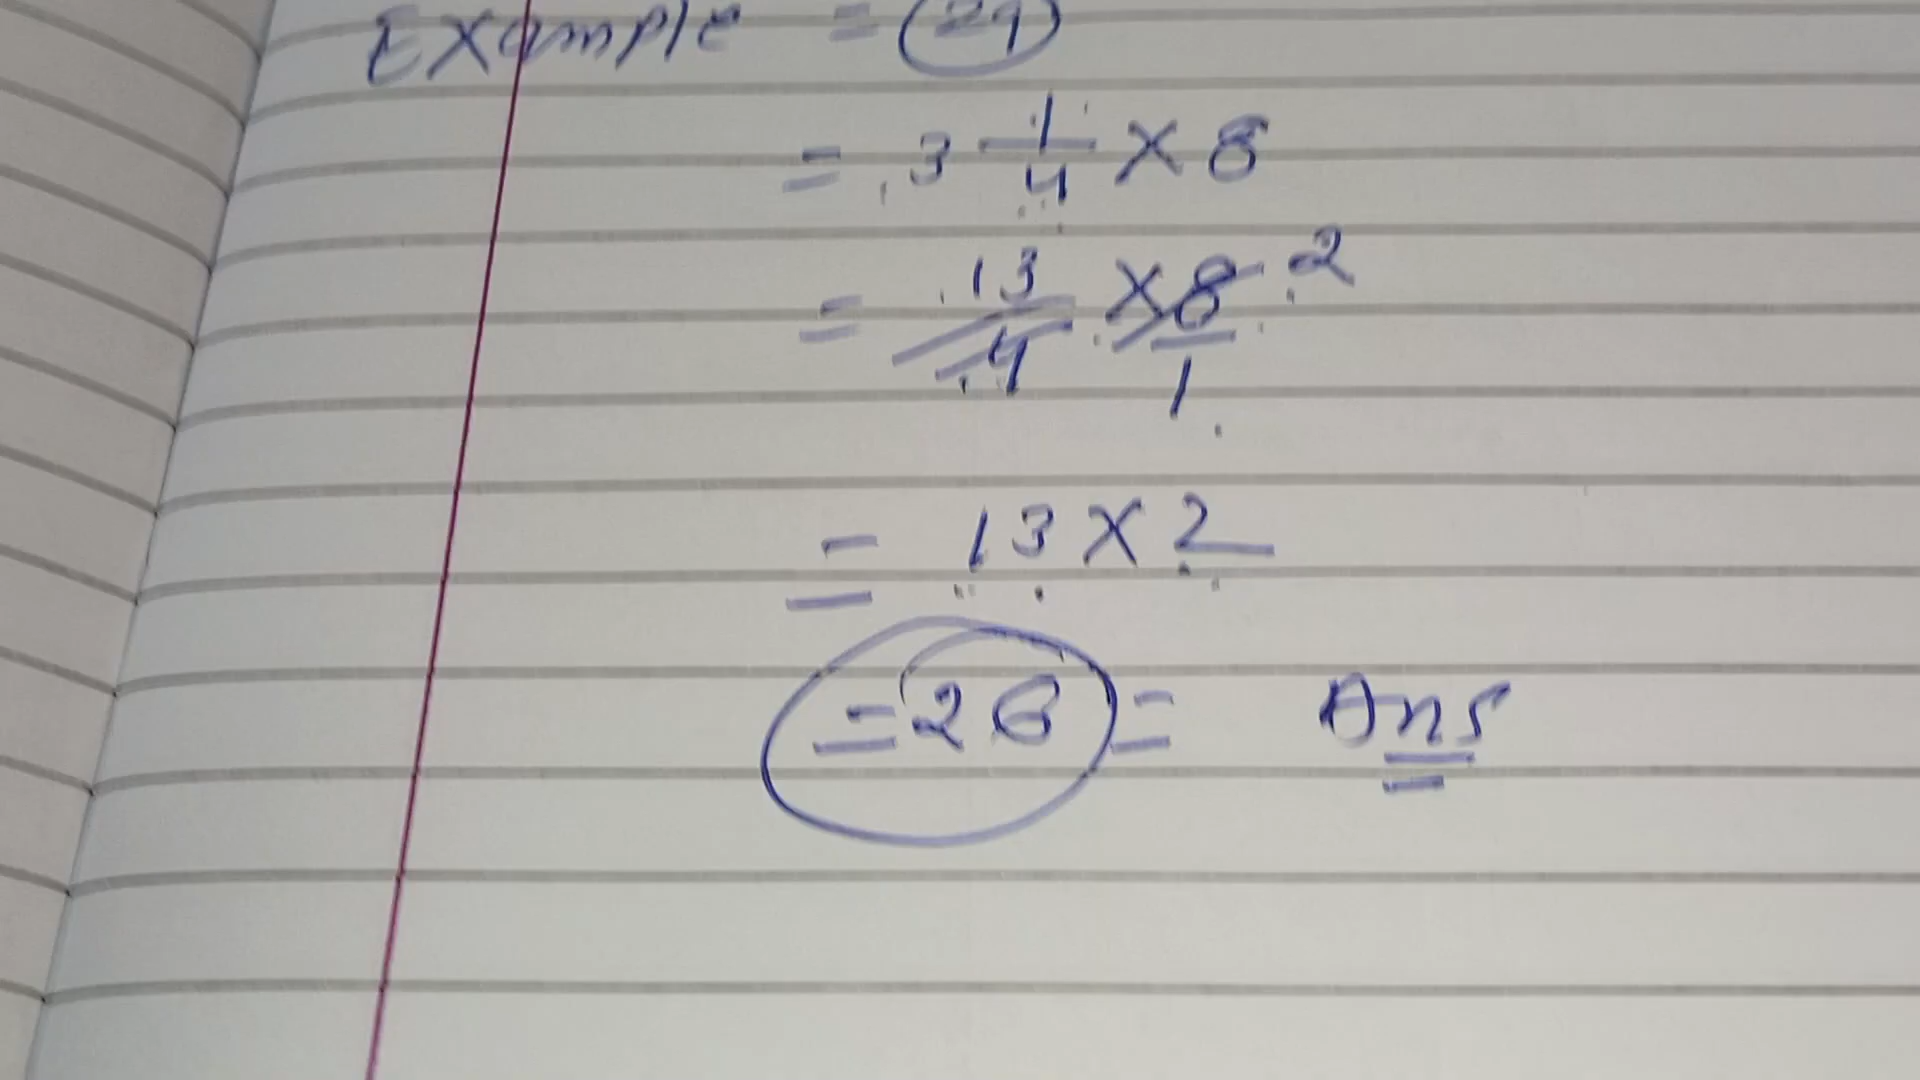 Example = 29
= 3 1/4 × 8
= 13/4 × 8/1 2
= 13 × 2
= 26 = Ans